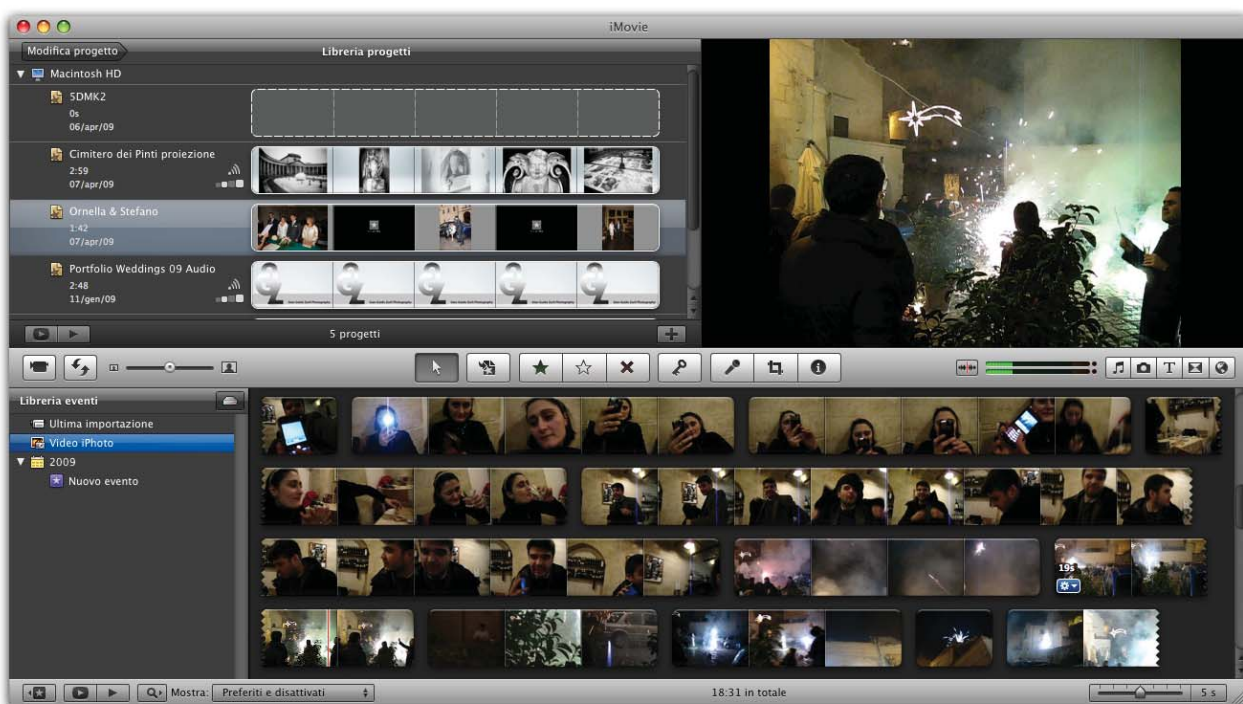 iMovie
Modifica progetto
Libreria progetti
Macintosh HD
5DMK2
0s
06/apr/09
Cimitero dei Pinti proiezione
2:59
07/apr/09
Ornella & Stefano
1:42
07/apr/09
Portfolio Weddings 09 Audio
2:48
11/gen/09
5 progetti
Libreria eventi
Ultima importazione
Video iPhoto
2009
Nuovo evento
19s
Mostra: Preferiti e disattivati
18:31 in totale
5 s